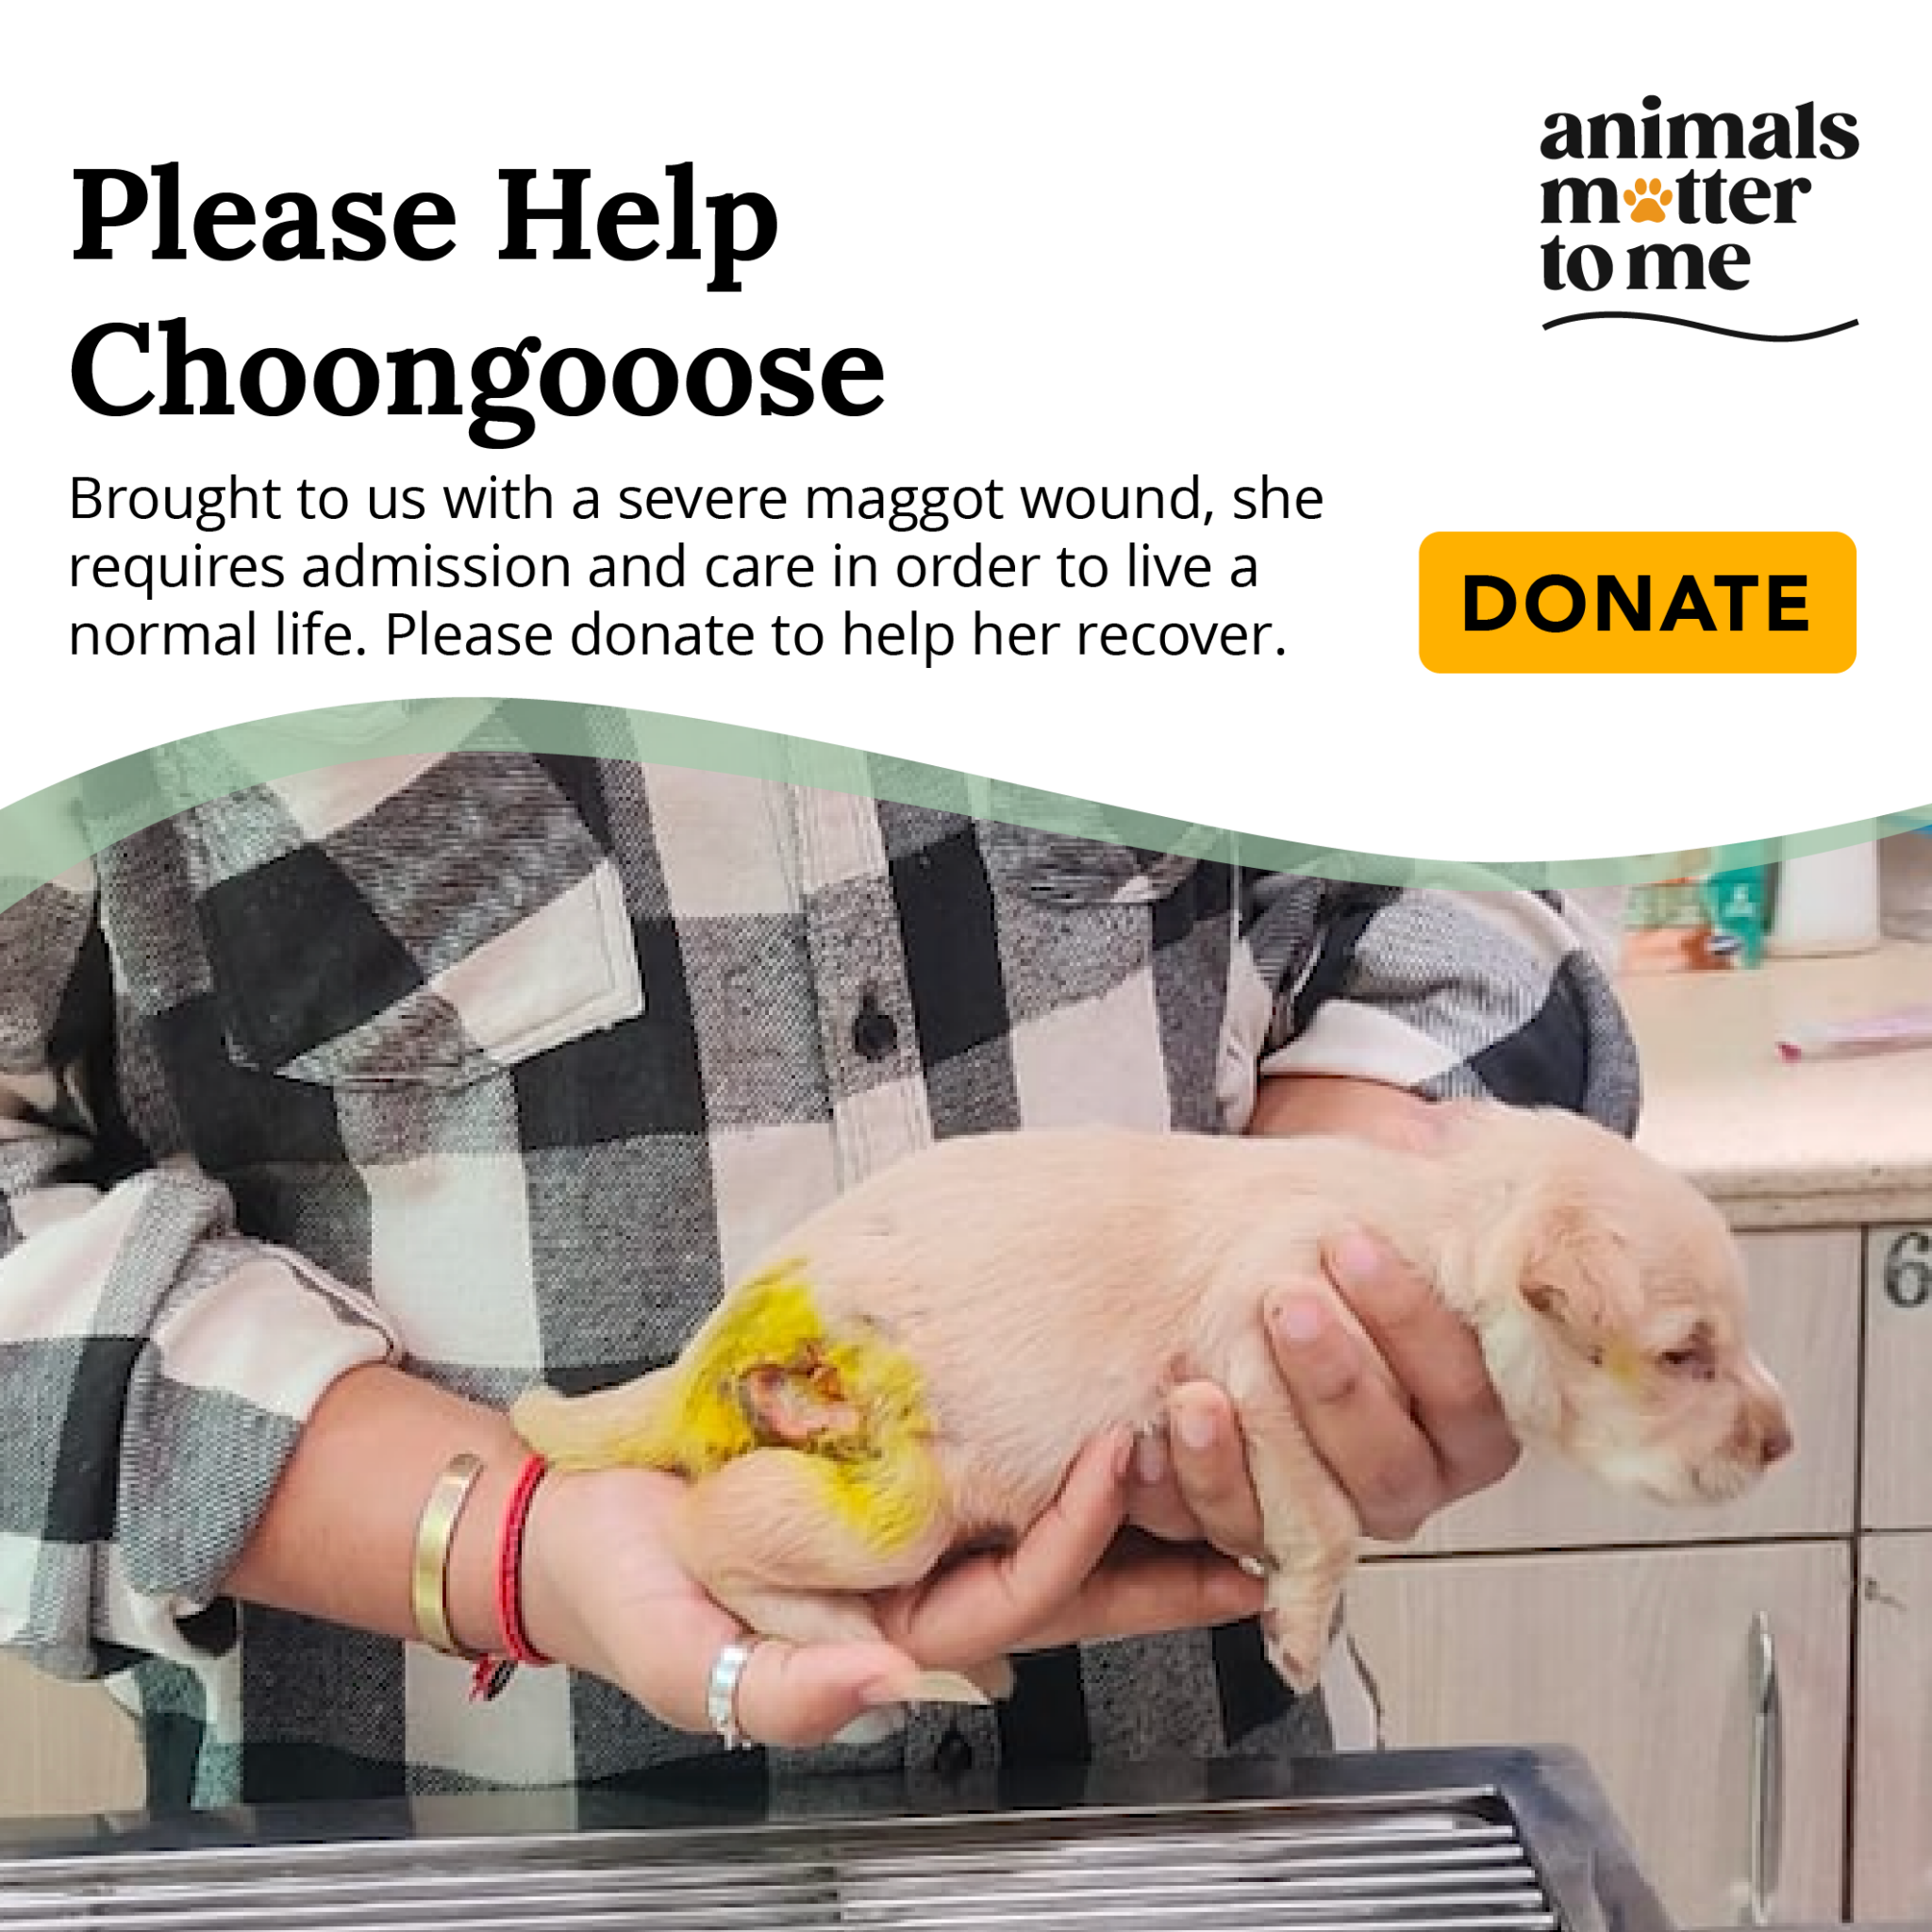 Please Help
Choongooose
Brought to us with a severe maggot wound, she
requires admission and care in order to live a
normal life. Please donate to help her recover.
animals
matter
to me
DONATE
6